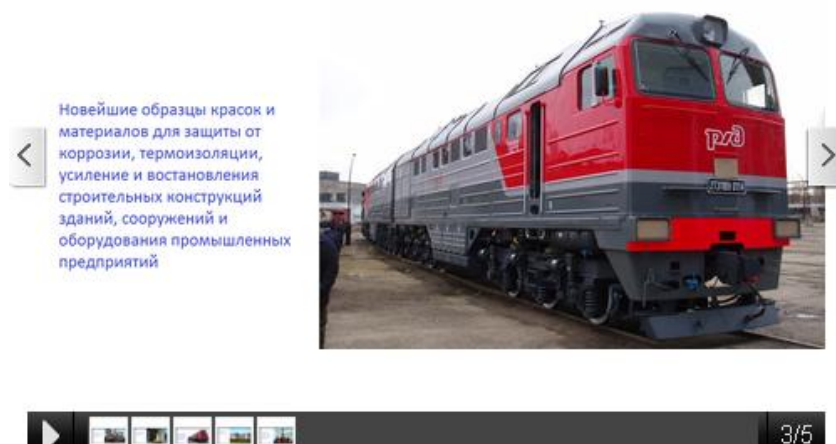 Новейшие образцы красок и
материалов для защиты от
коррозии, термоизоляции,
усиление и востановления
строительных конструкций
зданий, сооружений и
оборудования промышленных
предприятий
ржд
3/5